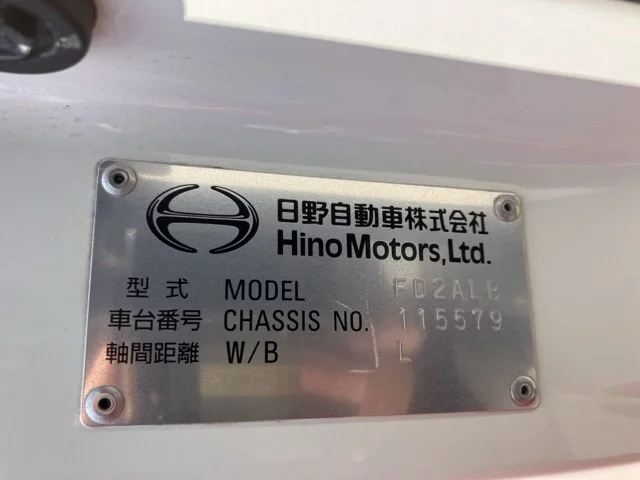 日野自動車株式会社
Hino Motors, Ltd.
型式 MODEL FD2ALB
車台番号 CHASSIS NO. 115579
軸間距離 W/B L